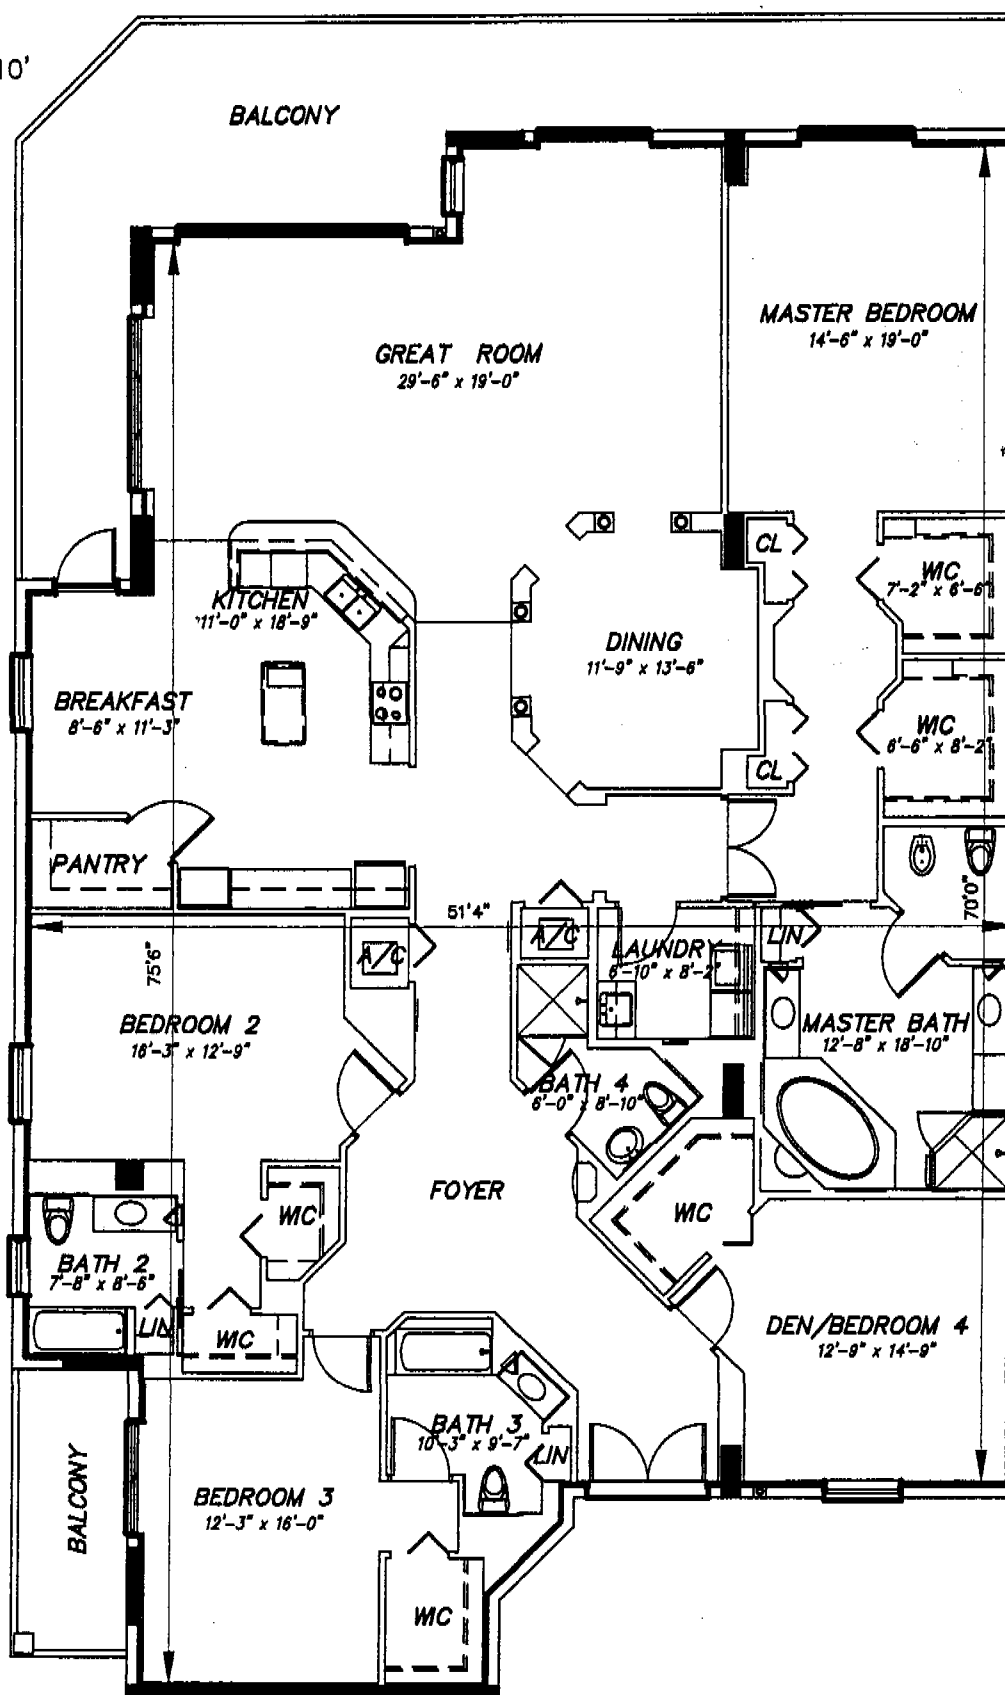 10'
BALCONY
MASTER BEDROOM
14'-6" x 19'-0"
GREAT ROOM
29'-6" x 19'-0"
CL
WIC
7'-2" x 6'-6"
KITCHEN
11'-0" x 18'-9"
DINING
11'-9" x 13'-6"
BREAKFAST
8'-6" x 11'-3"
WIC
6'-6" x 8'-2"
CL
PANTRY
51'4"
70'0"
75'6"
A/C
A/C
LAUNDRY
6'-10" x 8'-2"
LIN
BEDROOM 2
16'-3" x 12'-9"
MASTER BATH
12'-8" x 18'-10"
BATH 4
6'-0" x 8'-10"
FOYER
WIC
WIC
BATH 2
7'-8" x 8'-6"
LIN
WIC
DEN/BEDROOM 4
12'-9" x 14'-9"
BATH 3
10'-3" x 9'-7"
LIN
BALCONY
BEDROOM 3
12'-3" x 16'-0"
WIC